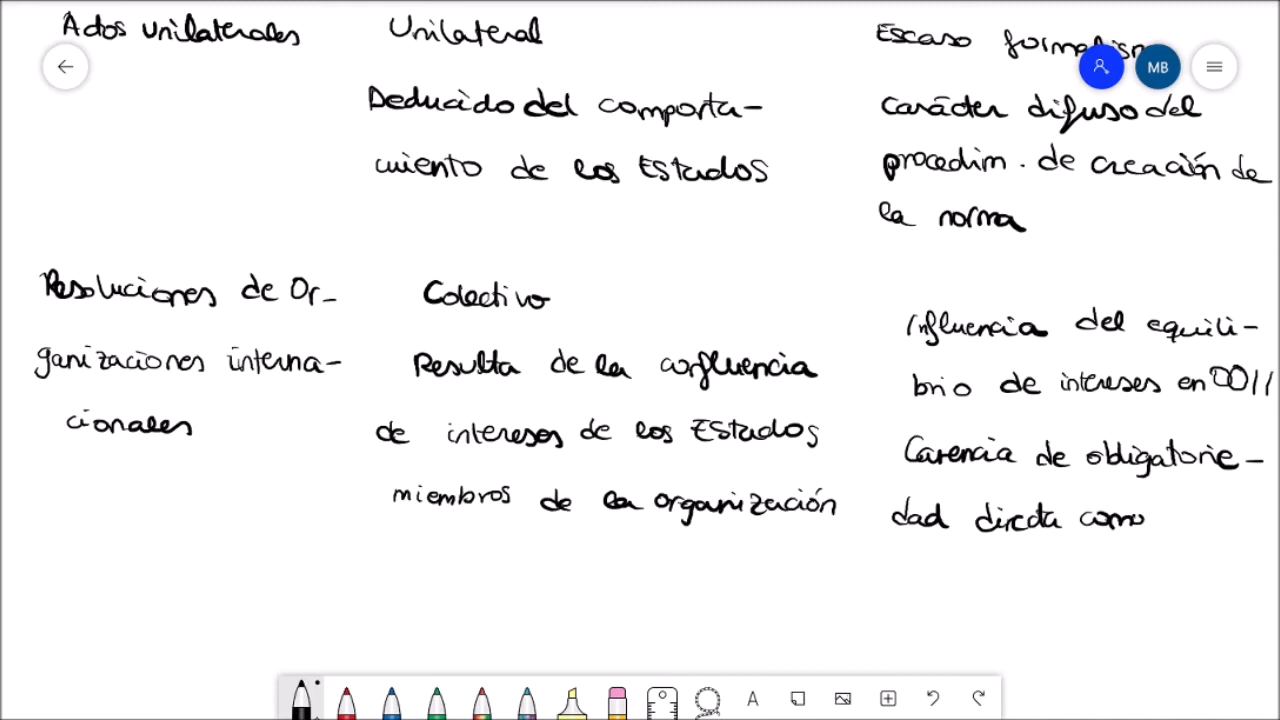 Actos unilaterales
Unilateral
Deducido del comporta-
miento de los Estados
Escaso formalism
MB
carácter difuso del
procedim. de creación de
la norma
Resoluciones de Or-
ganizaciones interna-
cionales
Colectivo
Resulta de la confluencia
de intereses de los Estados
miembros de la organización
Influencia del equili-
brio de intereses en OOII
Carencia de obligatorie-
dad directa como
A